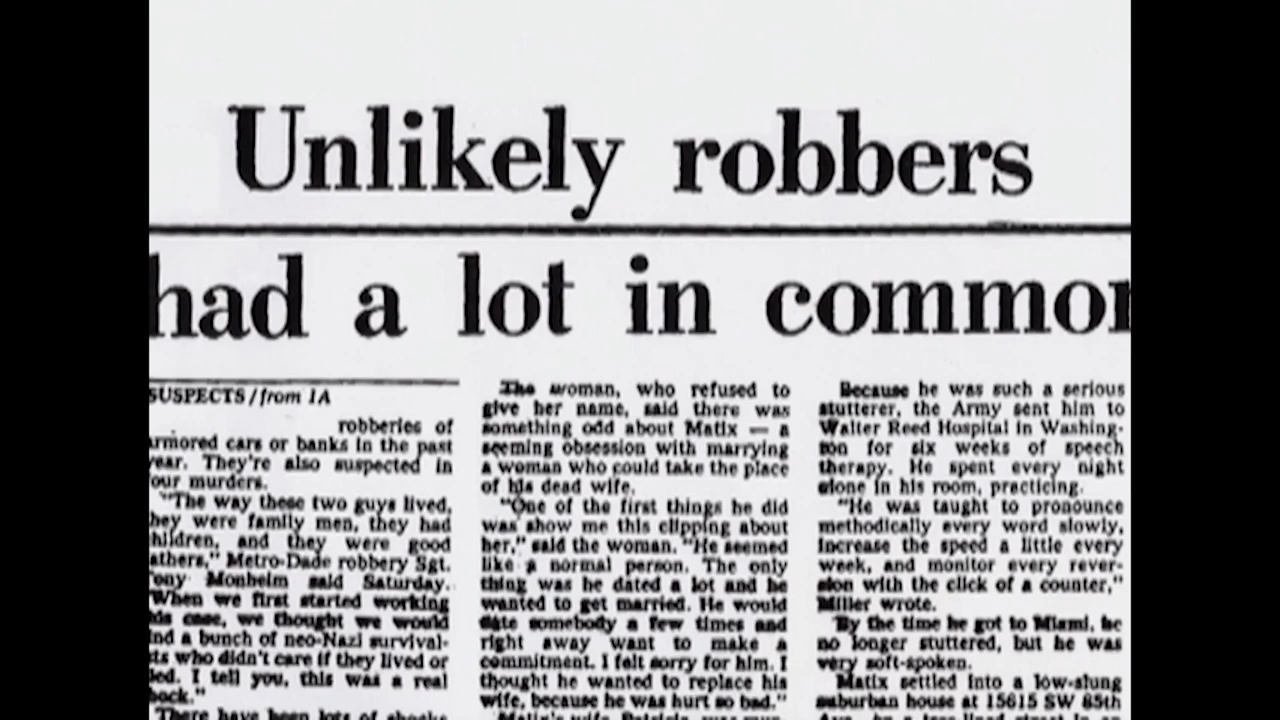 Unlikely robbers
had a lot in common
SUSPECTS/from 1A
robberies of
armored cars or banks in the past
year. They're also suspected in
four murders.
"The way these two guys lived,
they were family men, they had
children, and they were good
fathers," Metro-Dade robbery Sgt.
Tony Monheim said Saturday.
"When we first started working
this case, we thought we would
find a bunch of neo-Nazi survival-
ists who didn't care if they lived or
died. I tell you, this was a real
shock."
There have been lots of shocks
The woman, who refused to
give her name, said there was
something odd about Matix — a
seeming obsession with marrying
a woman who could take the place
of his dead wife.
"One of the first things he did
was show me this clipping about
her," said the woman. "He seemed
like a normal person. The only
thing was he dated a lot and he
wanted to get married. He would
date somebody a few times and
right away want to make a
commitment. I felt sorry for him. I
thought he wanted to replace his
wife, because he was hurt so bad."
Matix's wife, Patricia, was
Because he was such a serious
stutterer, the Army sent him to
Walter Reed Hospital in Washing-
ton for six weeks of speech
therapy. He spent every night
alone in his room, practicing.
"He was taught to pronounce
methodically every word slowly,
increase the speed a little every
week, and monitor every rever-
sion with the click of a counter,"
Miller wrote.
By the time he got to Miami, he
no longer stuttered, but he was
very soft-spoken.
Matix settled into a low-slung
suburban house at 15615 SW 85th